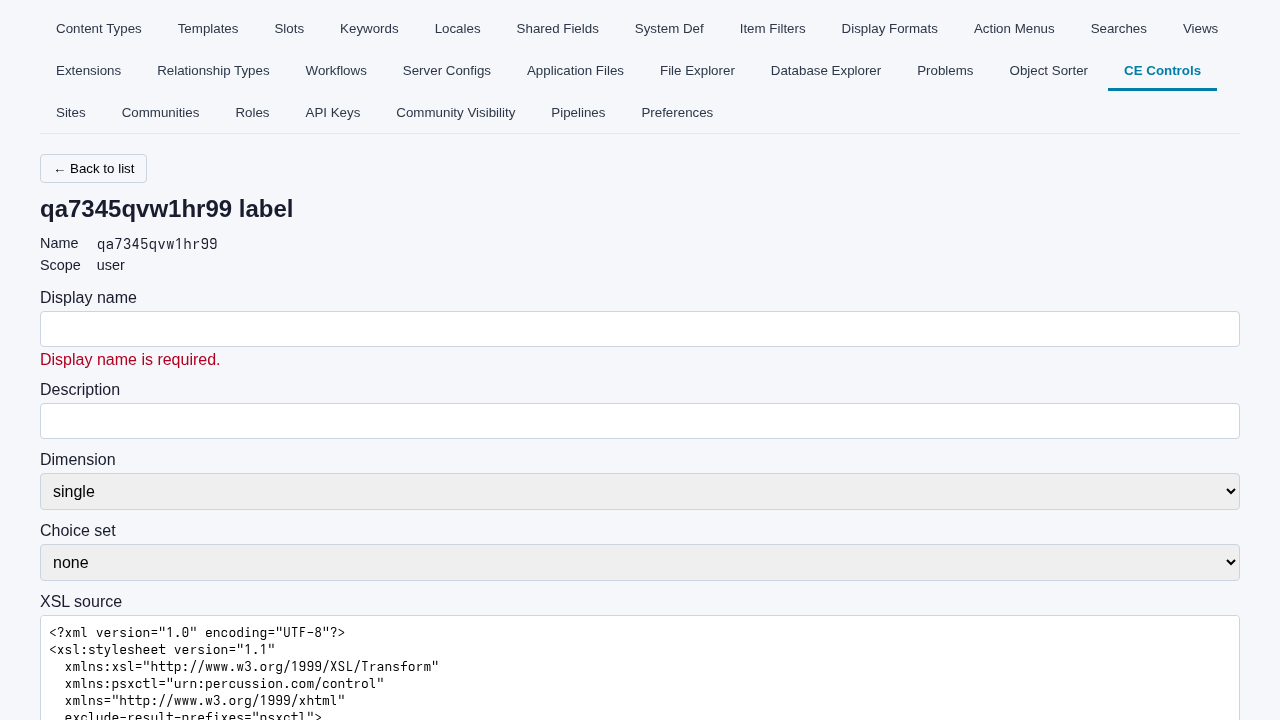 Content Types Templates Slots Keywords Locales Shared Fields System Def Item Filters Display Formats Action Menus Searches Views
Extensions Relationship Types Workflows Server Configs Application Files File Explorer Database Explorer Problems Object Sorter CE Controls
Sites Communities Roles API Keys Community Visibility Pipelines Preferences
← Back to list
qa7345qvw1hr99 label
Name qa7345qvw1hr99
Scope user
Display name
Display name is required.
Description
Dimension
single
Choice set
none
XSL source
<?xml version="1.0" encoding="UTF-8"?>
<xsl:stylesheet version="1.1"
xmlns:xsl="http://www.w3.org/1999/XSL/Transform"
xmlns:psxctl="urn:percussion.com/control"
xmlns="http://www.w3.org/1999/xhtml"
exclude-result-prefixes="psxctl">